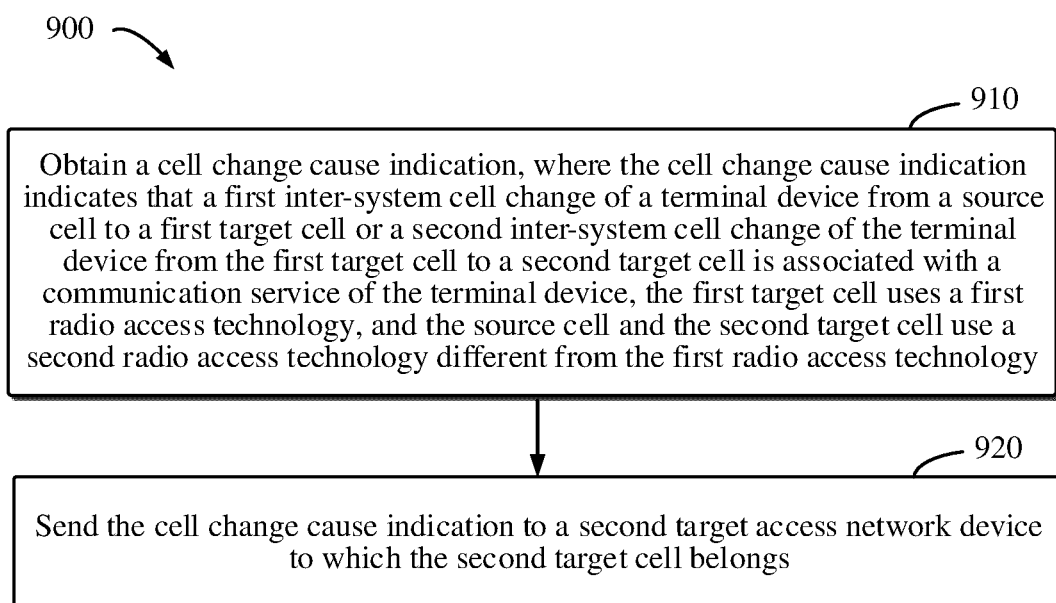 900
910
Obtain a cell change cause indication, where the cell change cause indication
indicates that a first inter-system cell change of a terminal device from a source
cell to a first target cell or a second inter-system cell change of the terminal
device from the first target cell to a second target cell is associated with a
communication service of the terminal device, the first target cell uses a first
radio access technology, and the source cell and the second target cell use a
second radio access technology different from the first radio access technology
920
Send the cell change cause indication to a second target access network device
to which the second target cell belongs